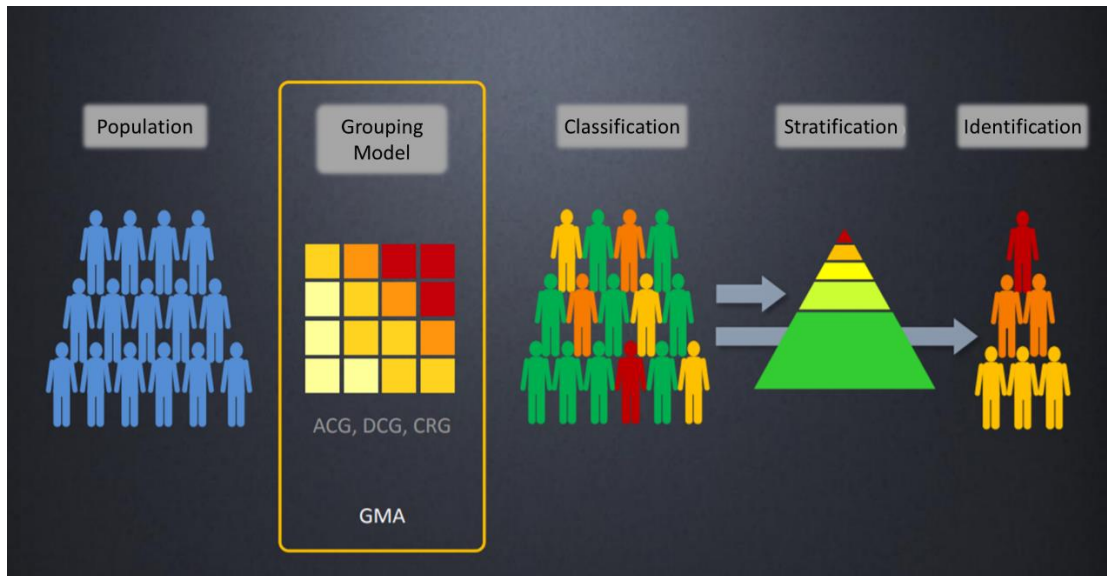 Population
Grouping
Model
Classification
Stratification
Identification
ACG, DCG, CRG
GMA